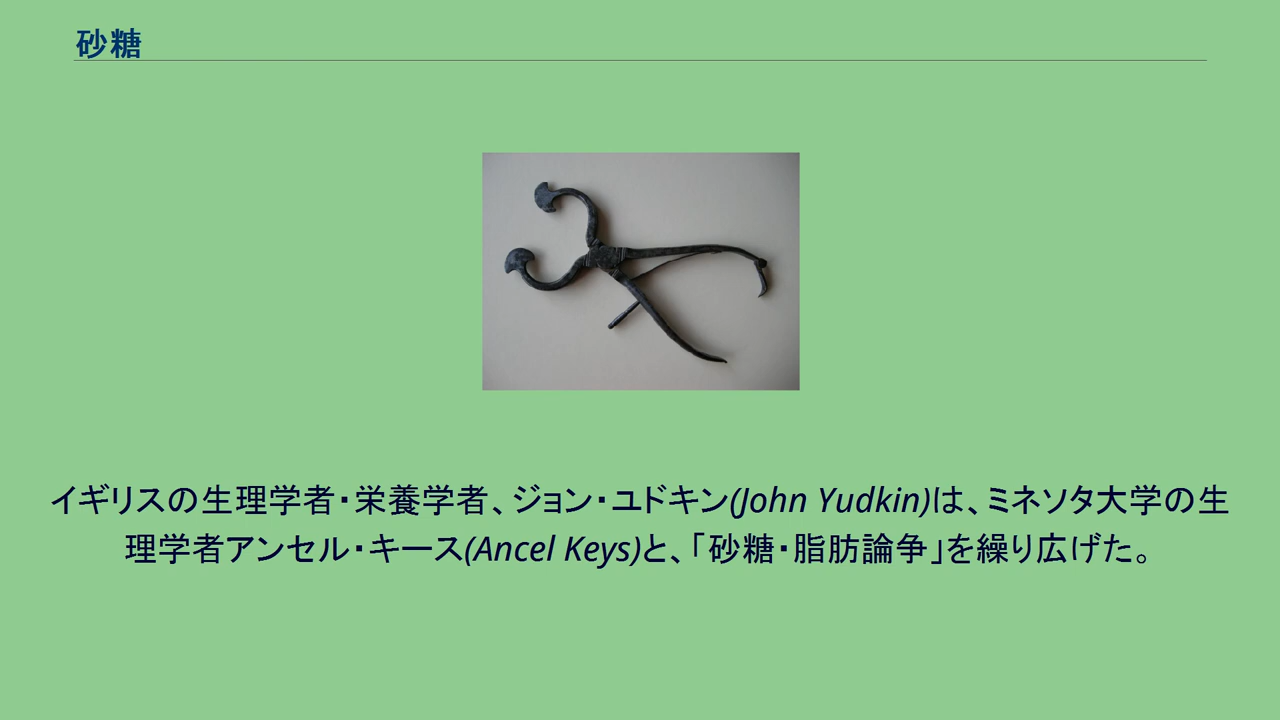 砂糖
イギリスの生理学者・栄養学者、ジョン・ユドキン(John Yudkin)は、ミネソタ大学の生
理学者アンセル・キース(Ancel Keys)と、「砂糖・脂肪論争」を繰り広げた。